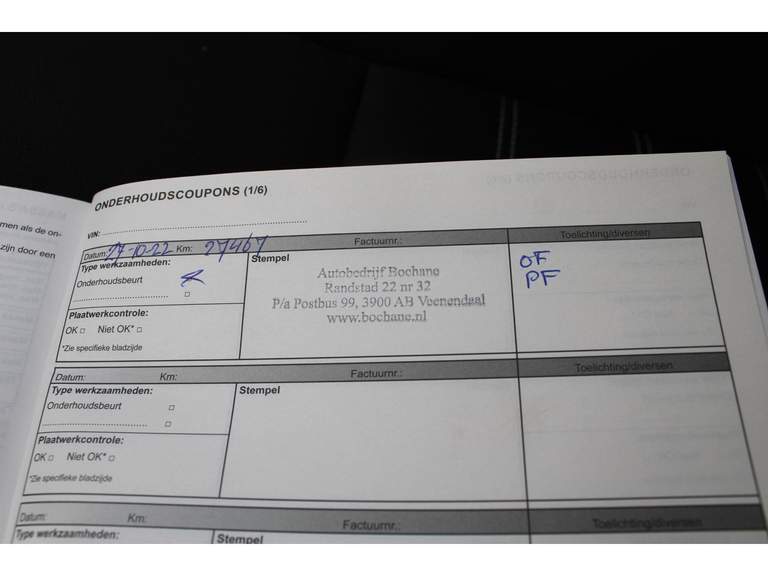 men als de on-
zijn door een
ONDERHOUDSCOUPONS (1/6)
VIN:
Datum: 27-10-22 Km: 27467 Factuurnr.: Toelichting/diversen
Type werkzaamheden:
Onderhoudsbeurt
Plaatwerkcontrole:
OK □ Niet OK* □
*Zie specifieke bladzijde
Stempel
Autobedrijf Bochane
Randstad 22 nr 32
P/a Postbus 99, 3900 AB Veenendaal
www.bochane.nl
OF
PF
Datum: Km: Factuurnr.: Toelichting/diversen
Type werkzaamheden:
Onderhoudsbeurt □
Plaatwerkcontrole:
OK □ Niet OK* □
*Zie specifieke bladzijde
Stempel
Datum: Km: Factuurnr.: Toelichting/diversen
Type werkzaamheden:
Stempel